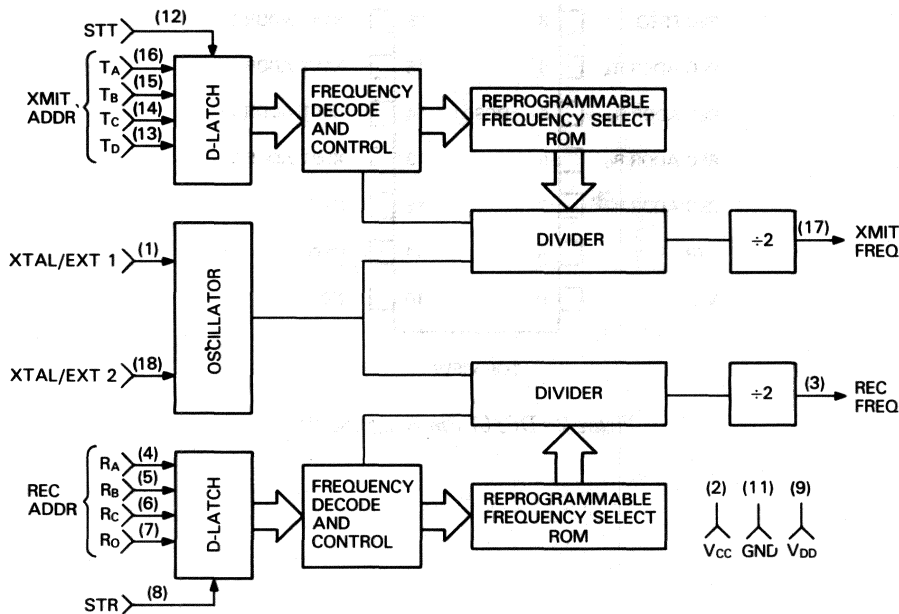 STT (12)
XMIT ADDR
TA (16)
TB (15)
TC (14)
TD (13)
D-LATCH
FREQUENCY DECODE AND CONTROL
REPROGRAMMABLE FREQUENCY SELECT ROM
DIVIDER
÷2
(17)
XMIT FREQ
XTAL/EXT 1 (1)
XTAL/EXT 2 (18)
OSCILLATOR
DIVIDER
÷2
(3)
REC FREQ
REC ADDR
RA (4)
RB (5)
RC (6)
RO (7)
D-LATCH
FREQUENCY DECODE AND CONTROL
REPROGRAMMABLE FREQUENCY SELECT ROM
STR (8)
(2) (11) (9)
VCC GND VDD